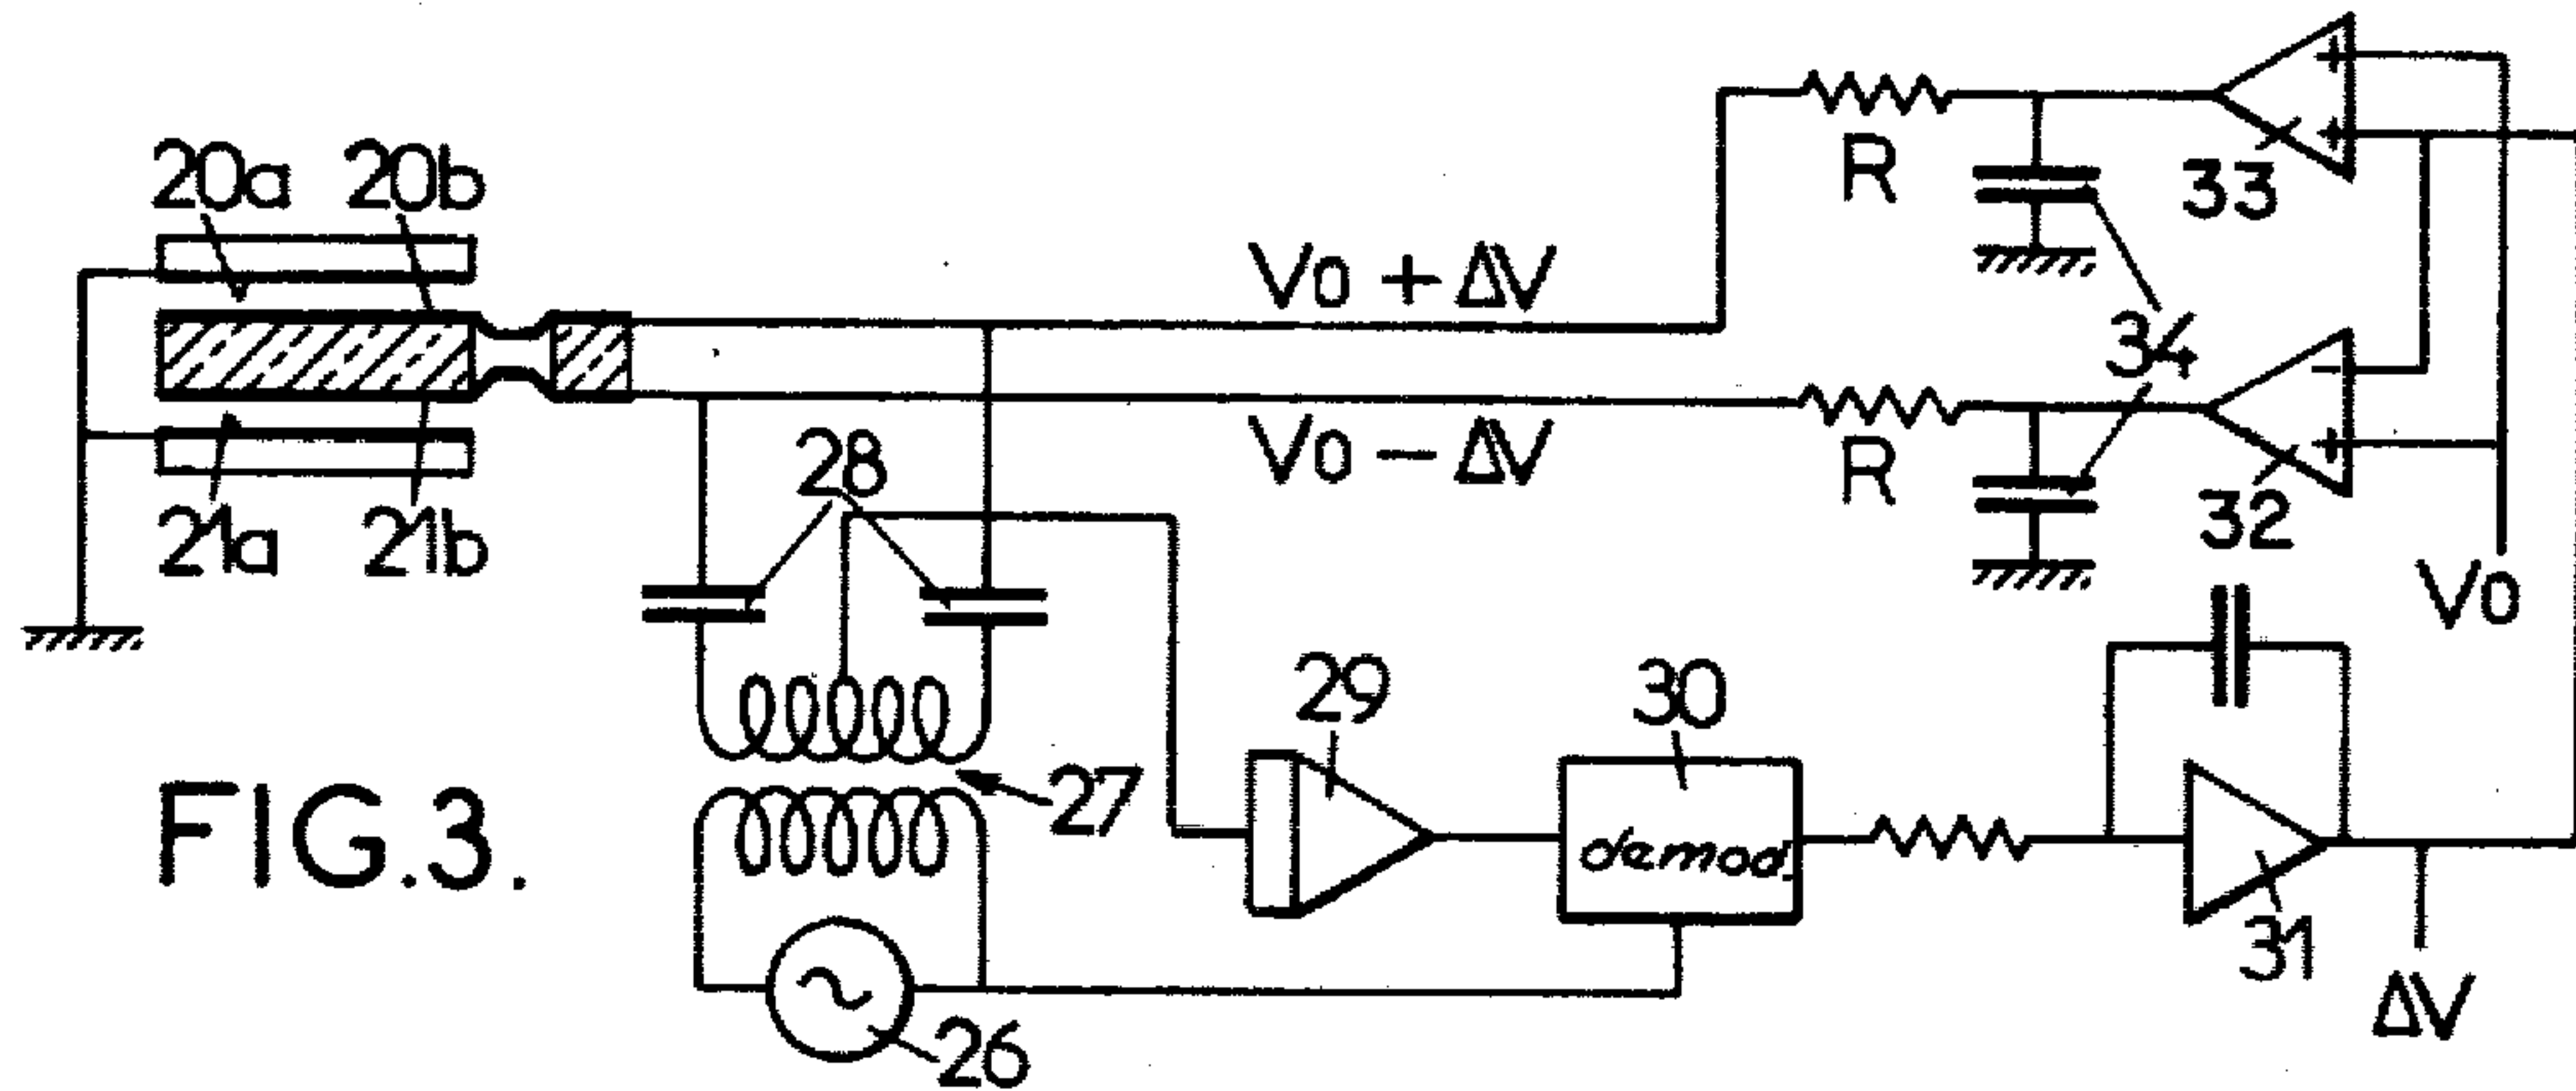 20a 20b
21a 21b
Vo + ΔV
Vo − ΔV
R
R
33
34
32
Vo
28
27
26
29
30
demod.
31
ΔV
+
+
−
+
FIG.3.